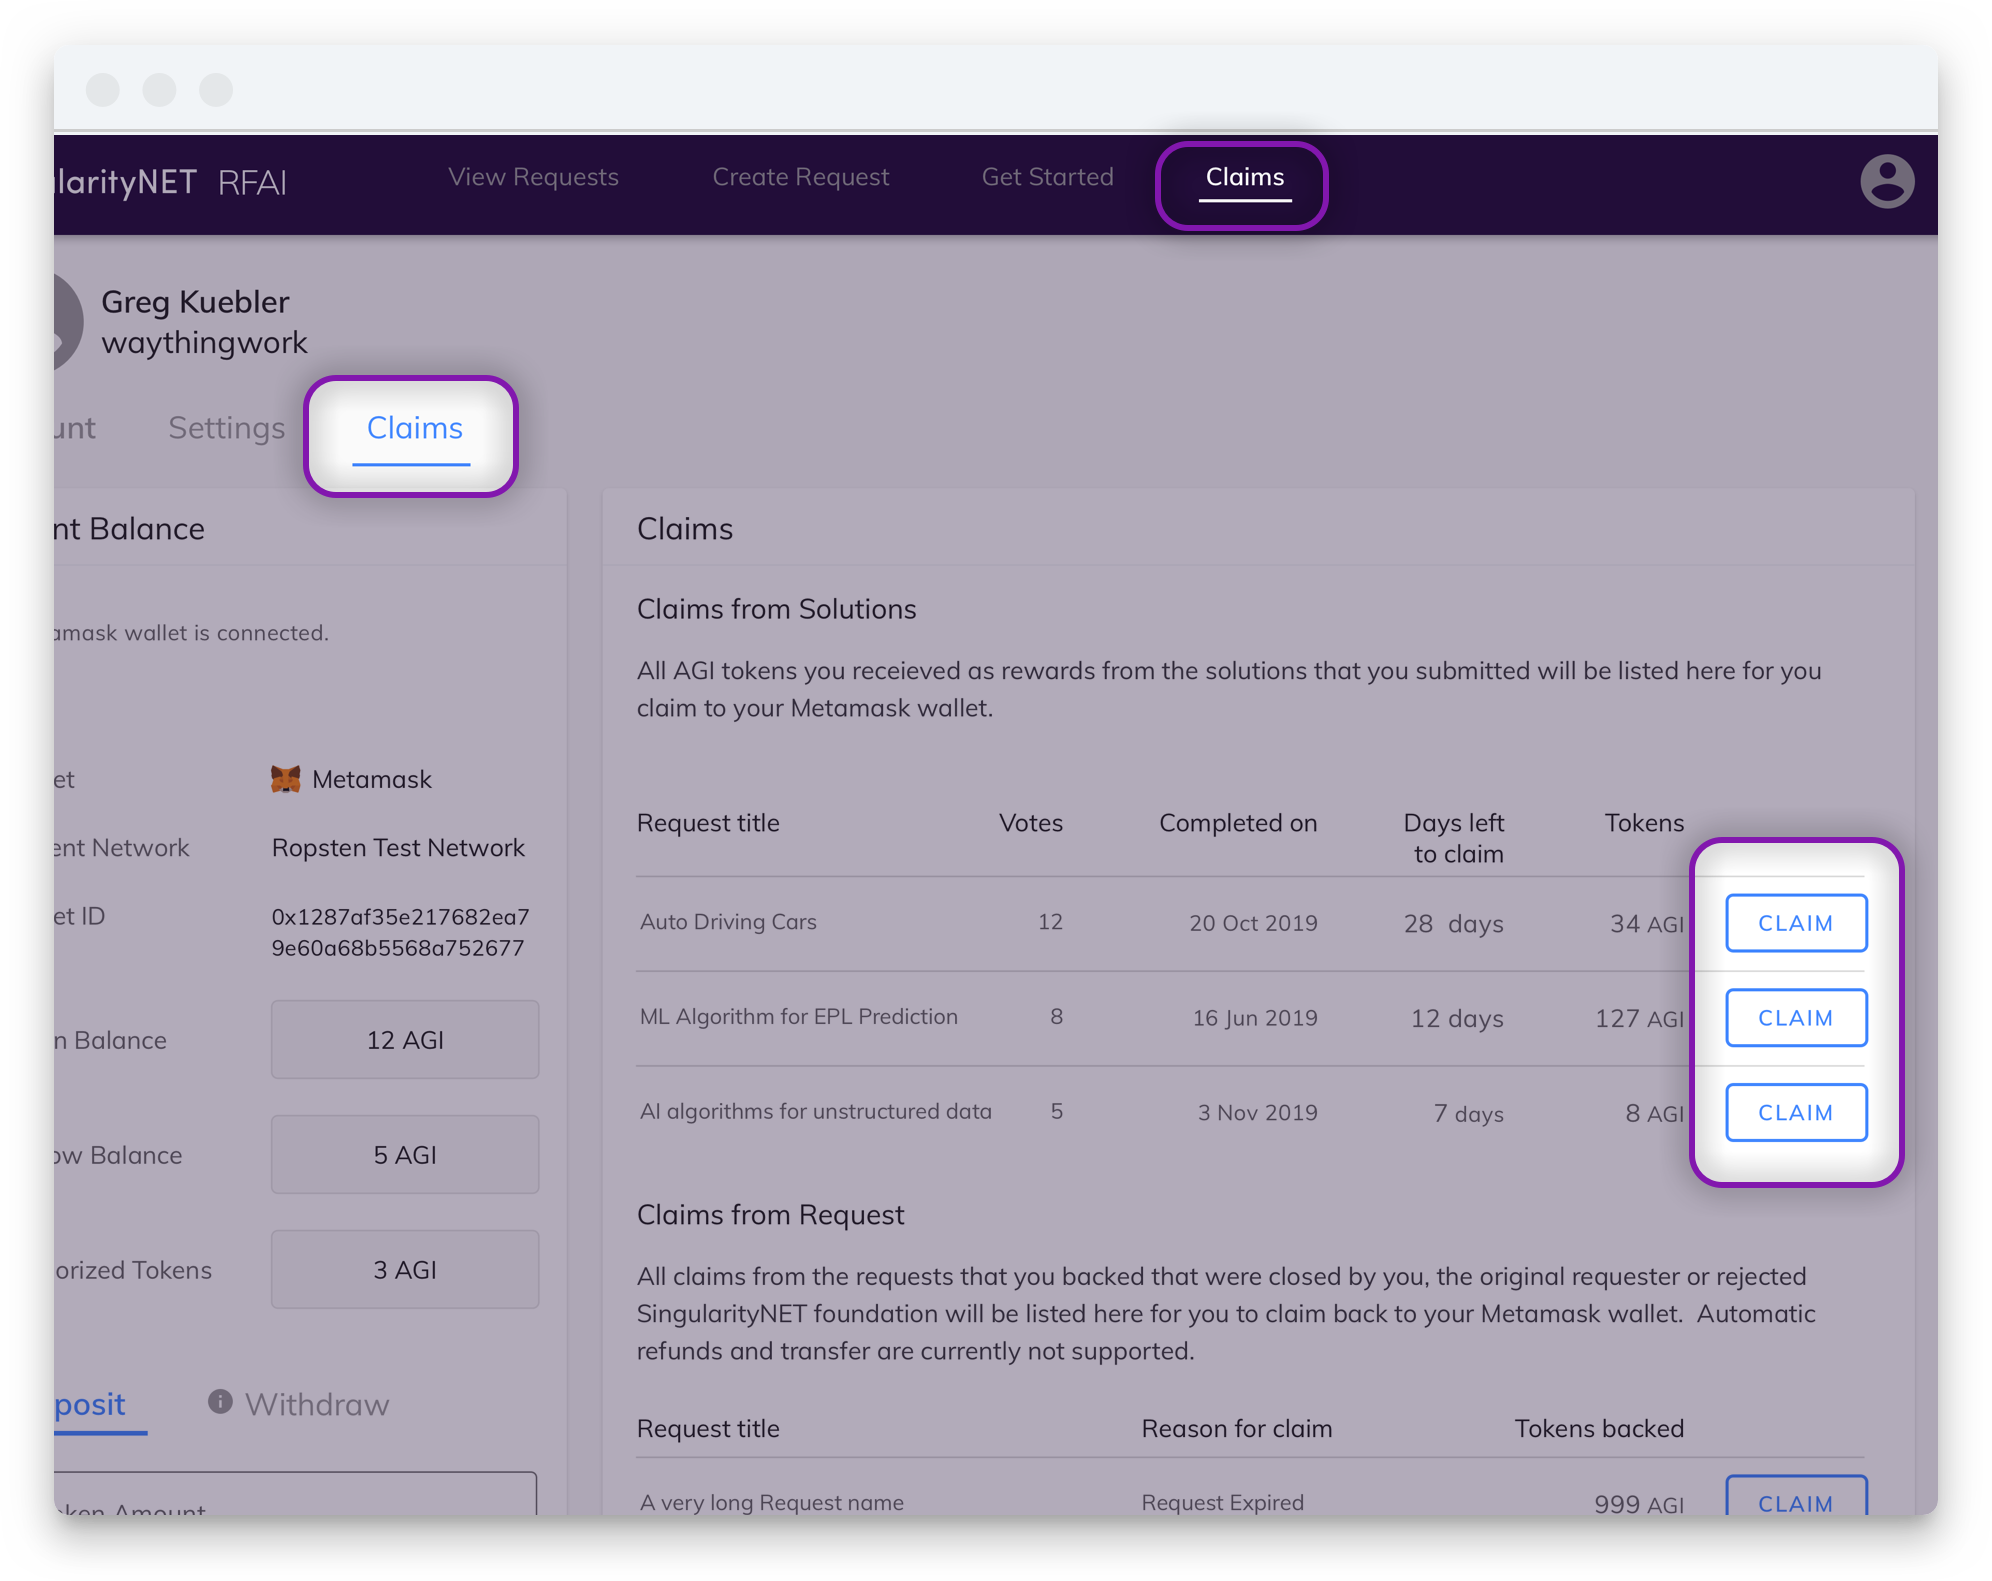 larityNET RFAI View Requests Create Request Get Started Claims
Greg Kuebler
waythingwork
unt Settings Claims
nt Balance
amask wallet is connected.
et Metamask
ent Network Ropsten Test Network
et ID 0x1287af35e217682ea7
9e60a68b5568a752677
n Balance 12 AGI
ow Balance 5 AGI
orized Tokens 3 AGI
posit Withdraw
ken Amount
Claims
Claims from Solutions
All AGI tokens you receieved as rewards from the solutions that you submitted will be listed here for you
claim to your Metamask wallet.
Request title Votes Completed on Days left Tokens
to claim
Auto Driving Cars 12 20 Oct 2019 28 days 34 AGI CLAIM
ML Algorithm for EPL Prediction 8 16 Jun 2019 12 days 127 AGI CLAIM
AI algorithms for unstructured data 5 3 Nov 2019 7 days 8 AGI CLAIM
Claims from Request
All claims from the requests that you backed that were closed by you, the original requester or rejected
SingularityNET foundation will be listed here for you to claim back to your Metamask wallet. Automatic
refunds and transfer are currently not supported.
Request title Reason for claim Tokens backed
A very long Request name Request Expired 999 AGI CLAIM